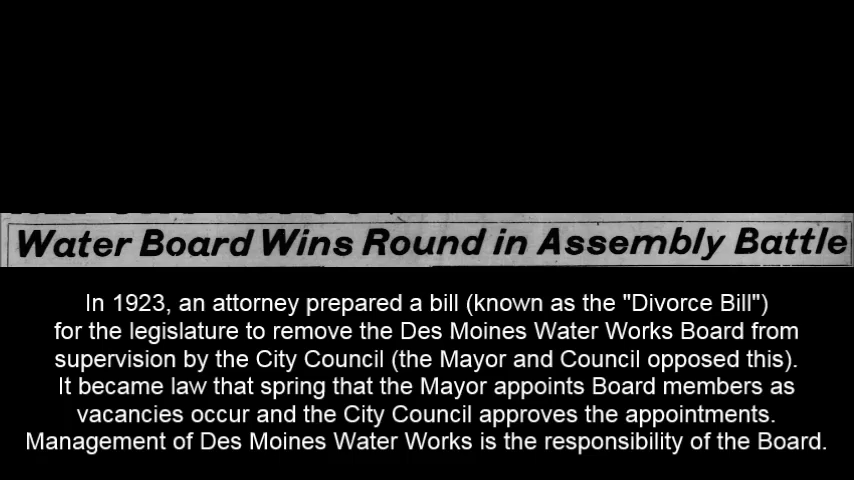 Water Board Wins Round in Assembly Battle
In 1923, an attorney prepared a bill (known as the "Divorce Bill")
for the legislature to remove the Des Moines Water Works Board from
supervision by the City Council (the Mayor and Council opposed this).
It became law that spring that the Mayor appoints Board members as
vacancies occur and the City Council approves the appointments.
Management of Des Moines Water Works is the responsibility of the Board.